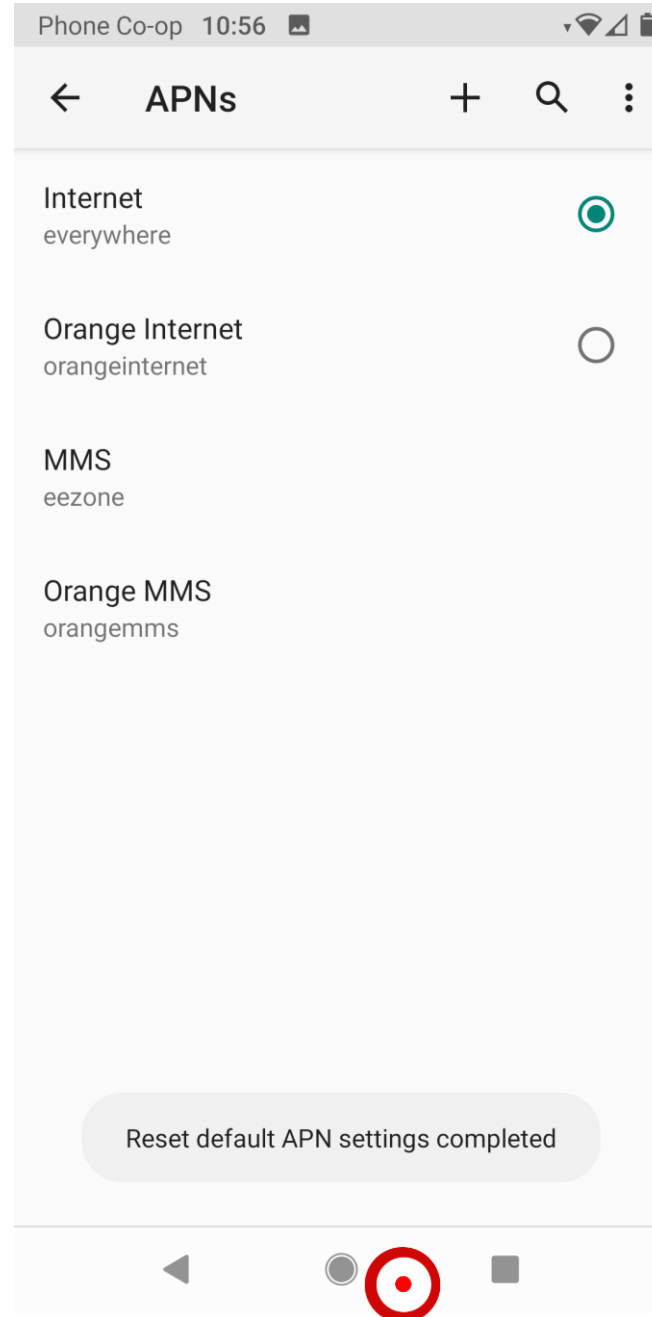 Phone Co-op 10:56
APNs
Internet
everywhere
Orange Internet
orangeinternet
MMS
eezone
Orange MMS
orangemms
Reset default APN settings completed